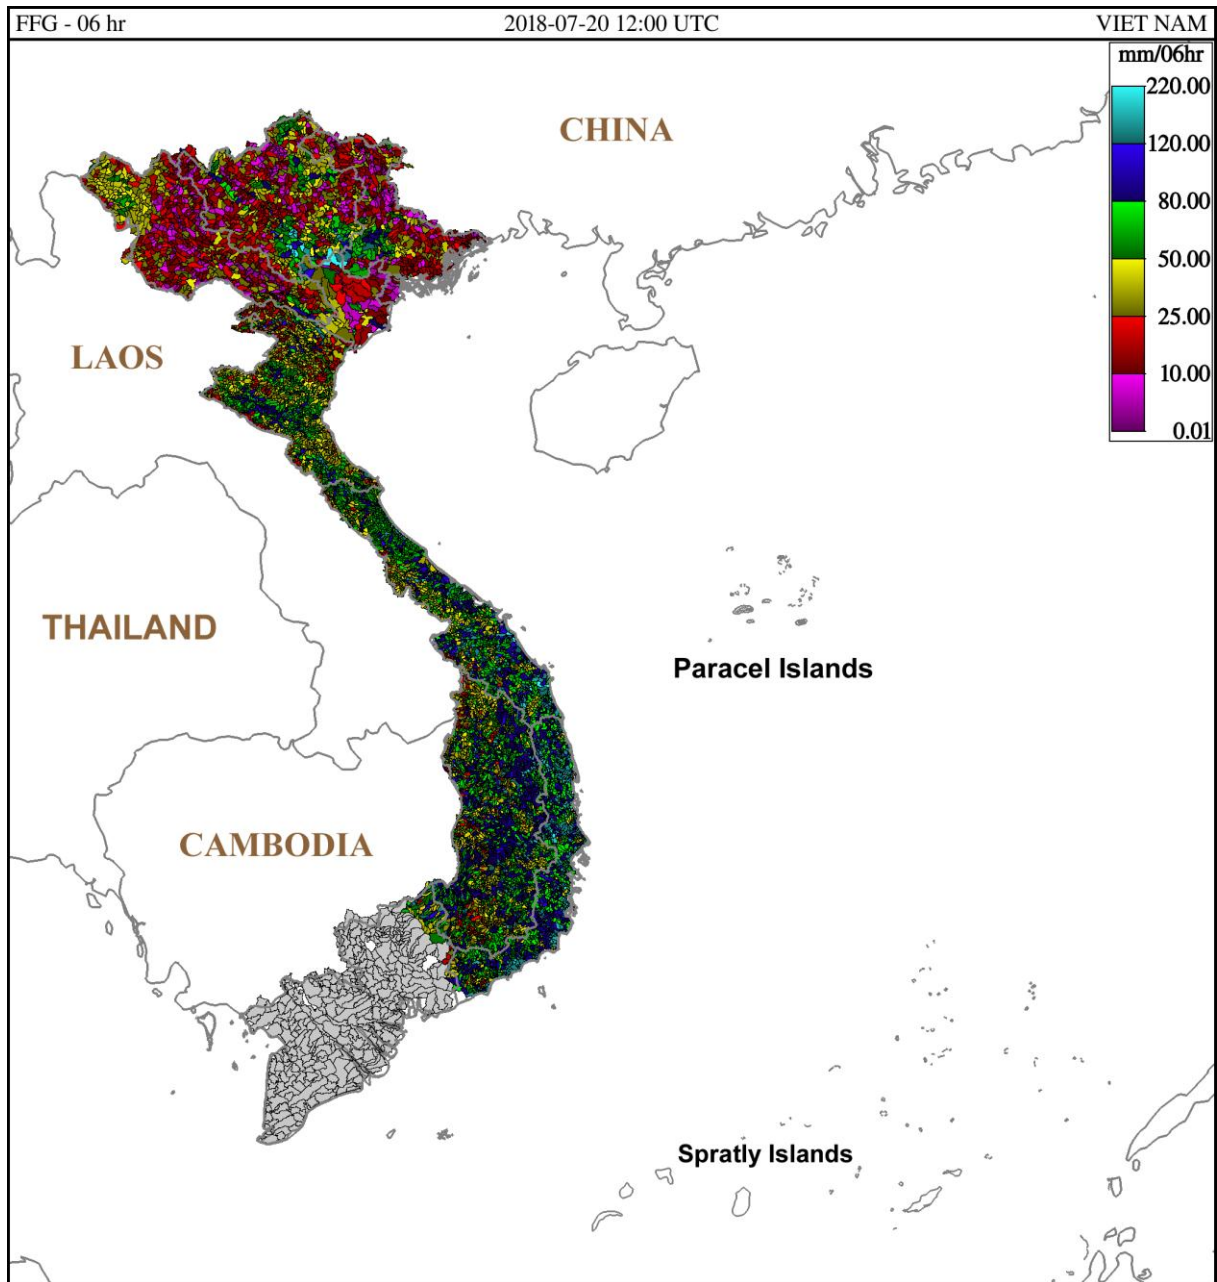 FFG - 06 hr 2018-07-20 12:00 UTC VIET NAM
mm/06hr
220.00
120.00
80.00
50.00
25.00
10.00
0.01
CHINA
LAOS
THAILAND
Paracel Islands
CAMBODIA
Spratly Islands